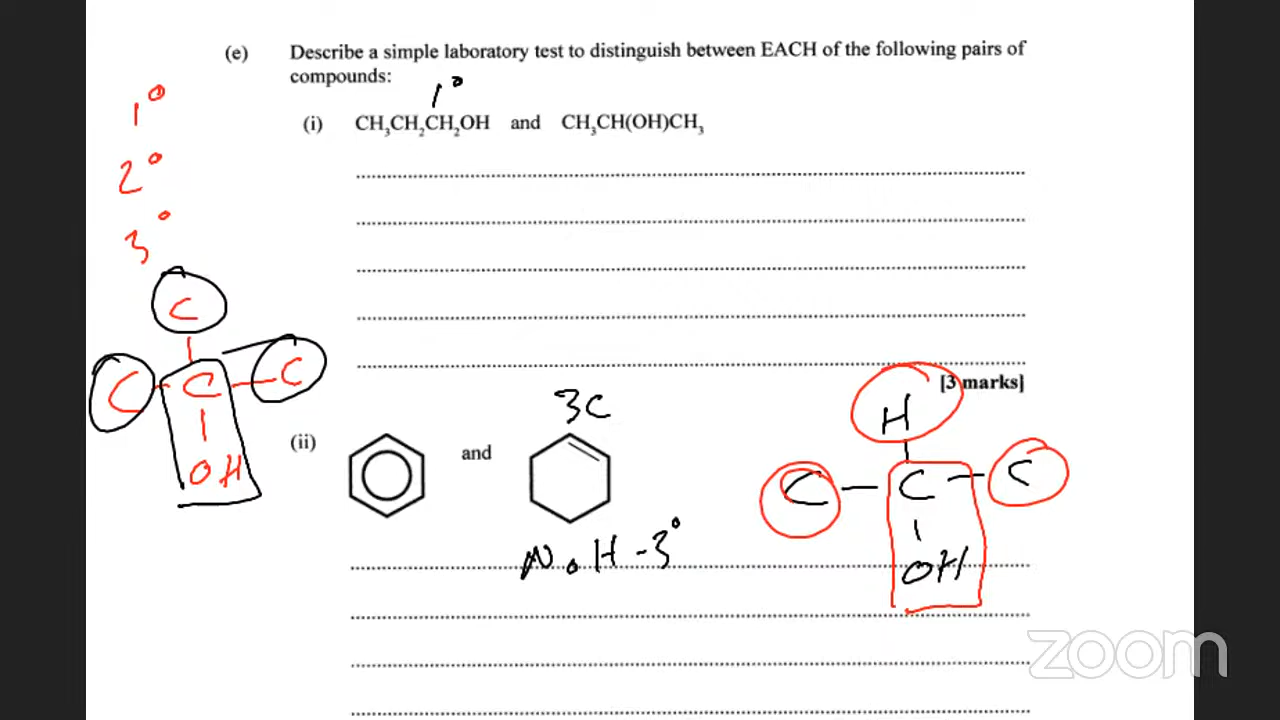 (e) Describe a simple laboratory test to distinguish between EACH of the following pairs of
compounds:
1°
1°
(i) CH₃CH₂CH₂OH and CH₃CH(OH)CH₃
2°
3°
C
C - C - C
OH
[3 marks]
3C
H
(ii) and
C - C - C
OH
No H - 3°
zoom